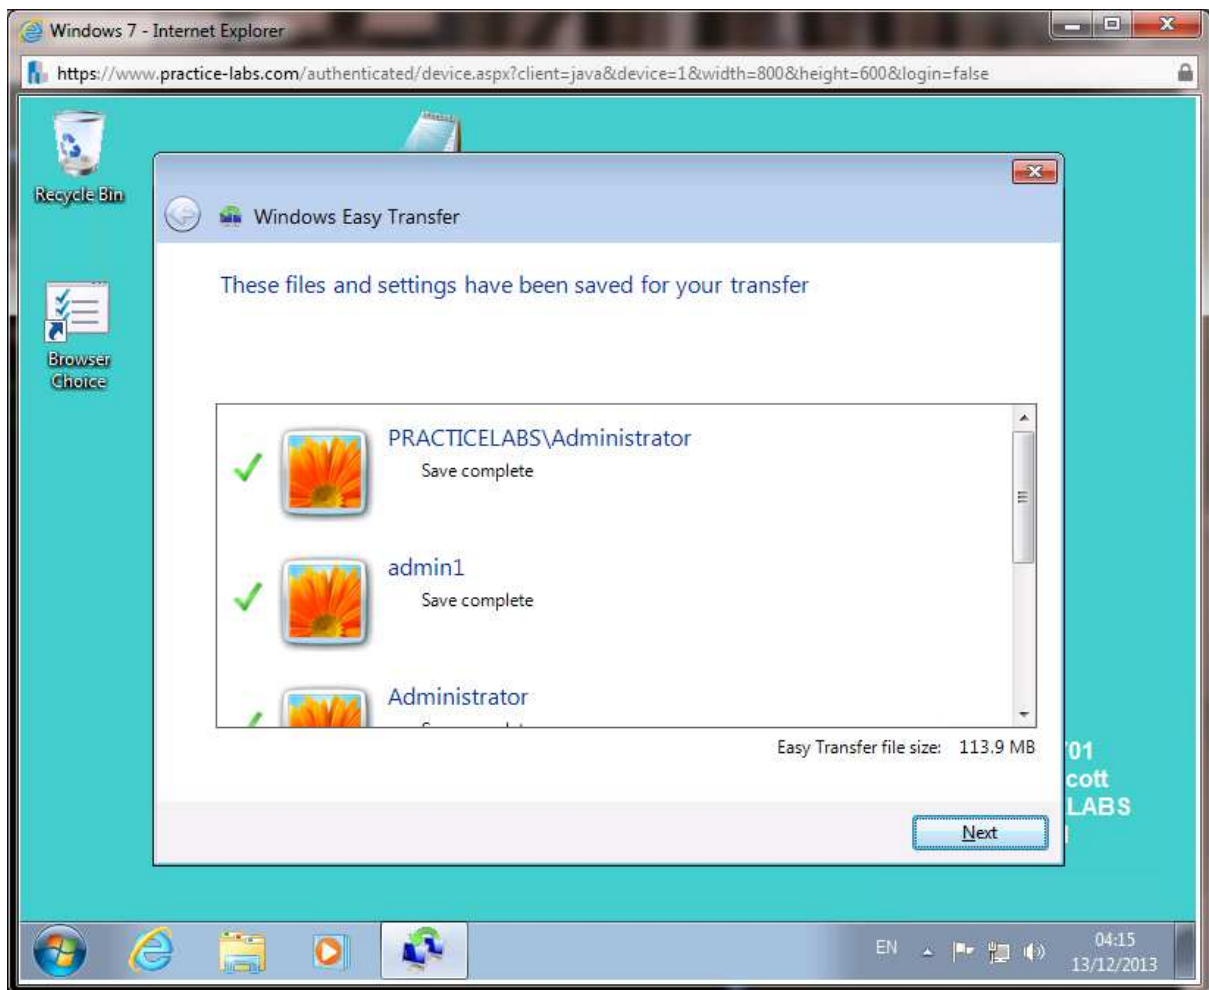 Windows 7 - Internet Explorer
https://www.practice-labs.com/authenticated/device.aspx?client=java&device=1&width=800&height=600&login=false
Recycle Bin
Windows Easy Transfer
These files and settings have been saved for your transfer
Browser
Choice
PRACTICELABS\Administrator
Save complete
admin1
Save complete
Administrator
Easy Transfer file size: 113.9 MB
01
cott
LABS
Next
EN
04:15
13/12/2013